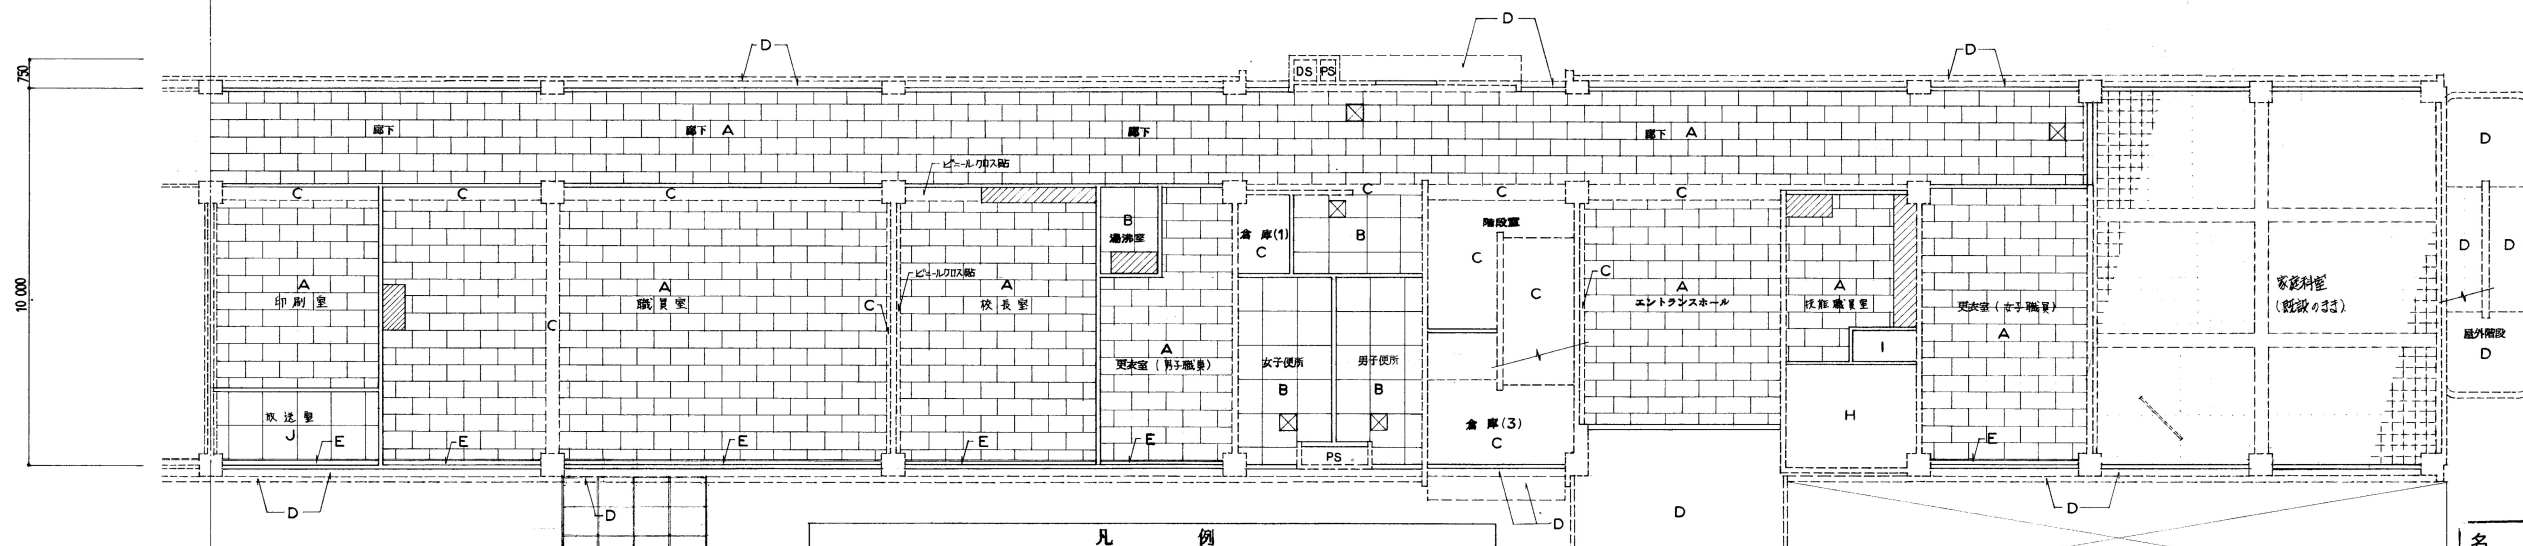 D
D
D
750
DS
PS
廊下
廊下 A
廊下
廊下 A
D
ビニールクロス貼
C
C
C
C
C
C
B
湯沸室
階段室
倉庫(1)
C
B
D
D
C
ビニールクロス貼
C
10 000
A
印刷室
A
職員室
C
C
A
校長室
C
A
エントランスホール
A
技能職員室
更衣室(女子職員)
A
家庭科室
(既設のまま)
屋外階段
D
A
更衣室(男子職員)
女子便所
B
男子便所
B
I
H
放送室
J
E
E
E
E
E
倉庫(3)
C
E
PS
D
D
D
D
D
凡例
名